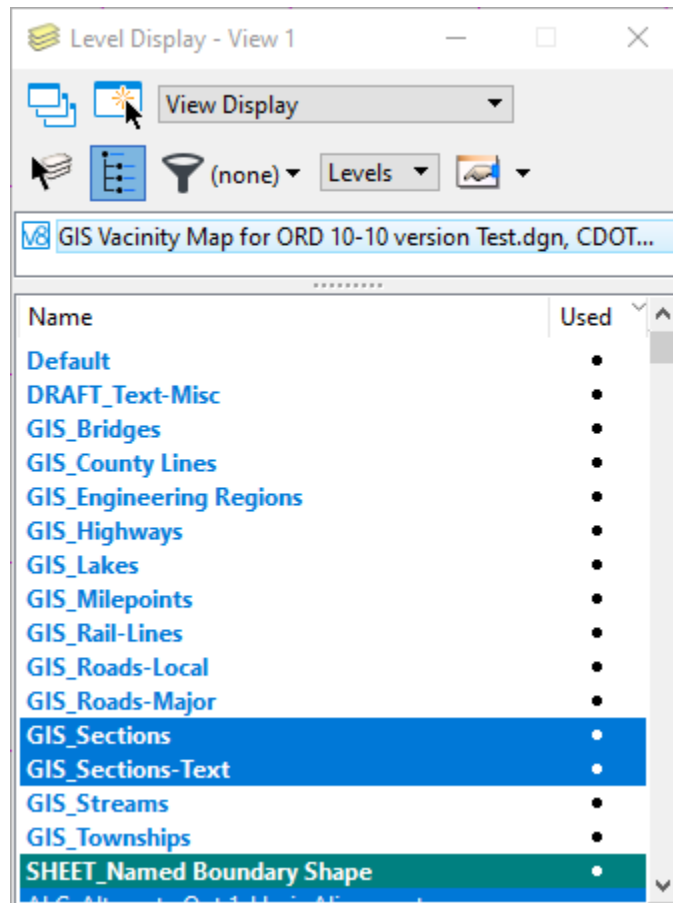 Level Display - View 1
View Display
(none) Levels
V8 GIS Vacinity Map for ORD 10-10 version Test.dgn, CDOT...
Name Used
Default
DRAFT_Text-Misc
GIS_Bridges
GIS_County Lines
GIS_Engineering Regions
GIS_Highways
GIS_Lakes
GIS_Milepoints
GIS_Rail-Lines
GIS_Roads-Local
GIS_Roads-Major
GIS_Sections
GIS_Sections-Text
GIS_Streams
GIS_Townships
SHEET_Named Boundary Shape